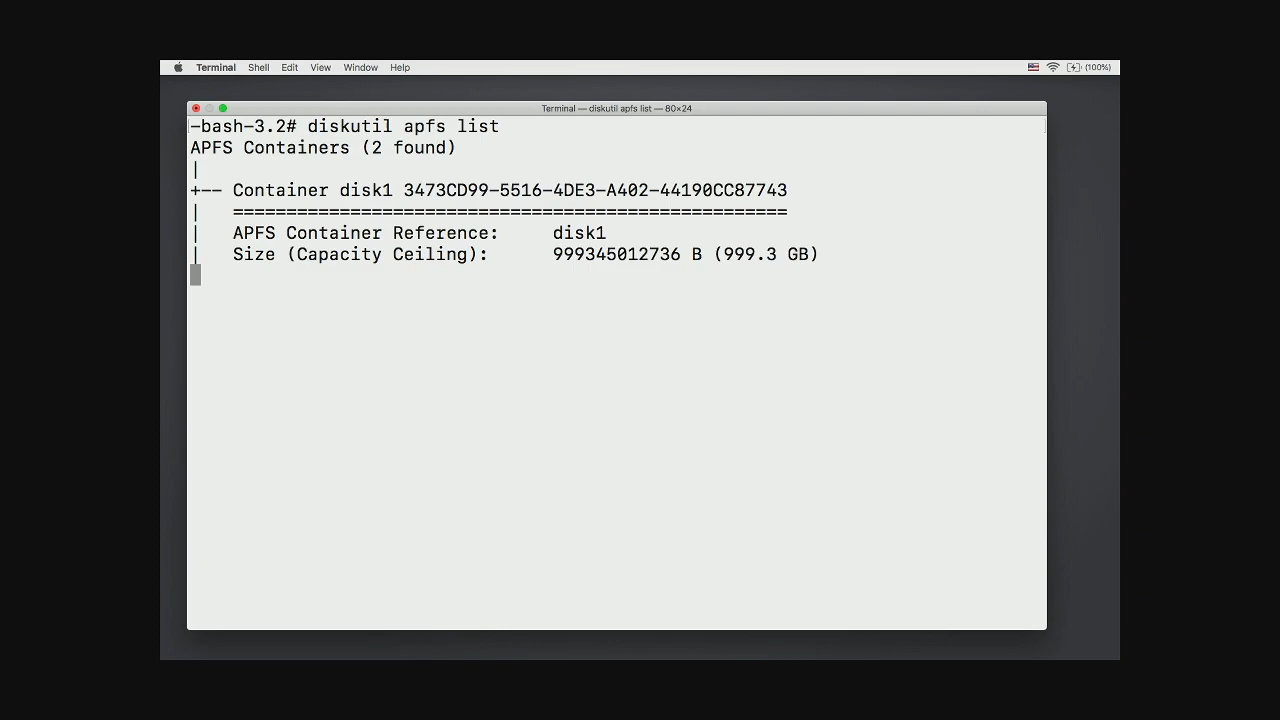 Terminal Shell Edit View Window Help (100%)
Terminal — diskutil apfs list — 80×24
-bash-3.2# diskutil apfs list
APFS Containers (2 found)
|
+-- Container disk1 3473CD99-5516-4DE3-A402-44190CC87743
| ====================================================
| APFS Container Reference: disk1
| Size (Capacity Ceiling): 999345012736 B (999.3 GB)